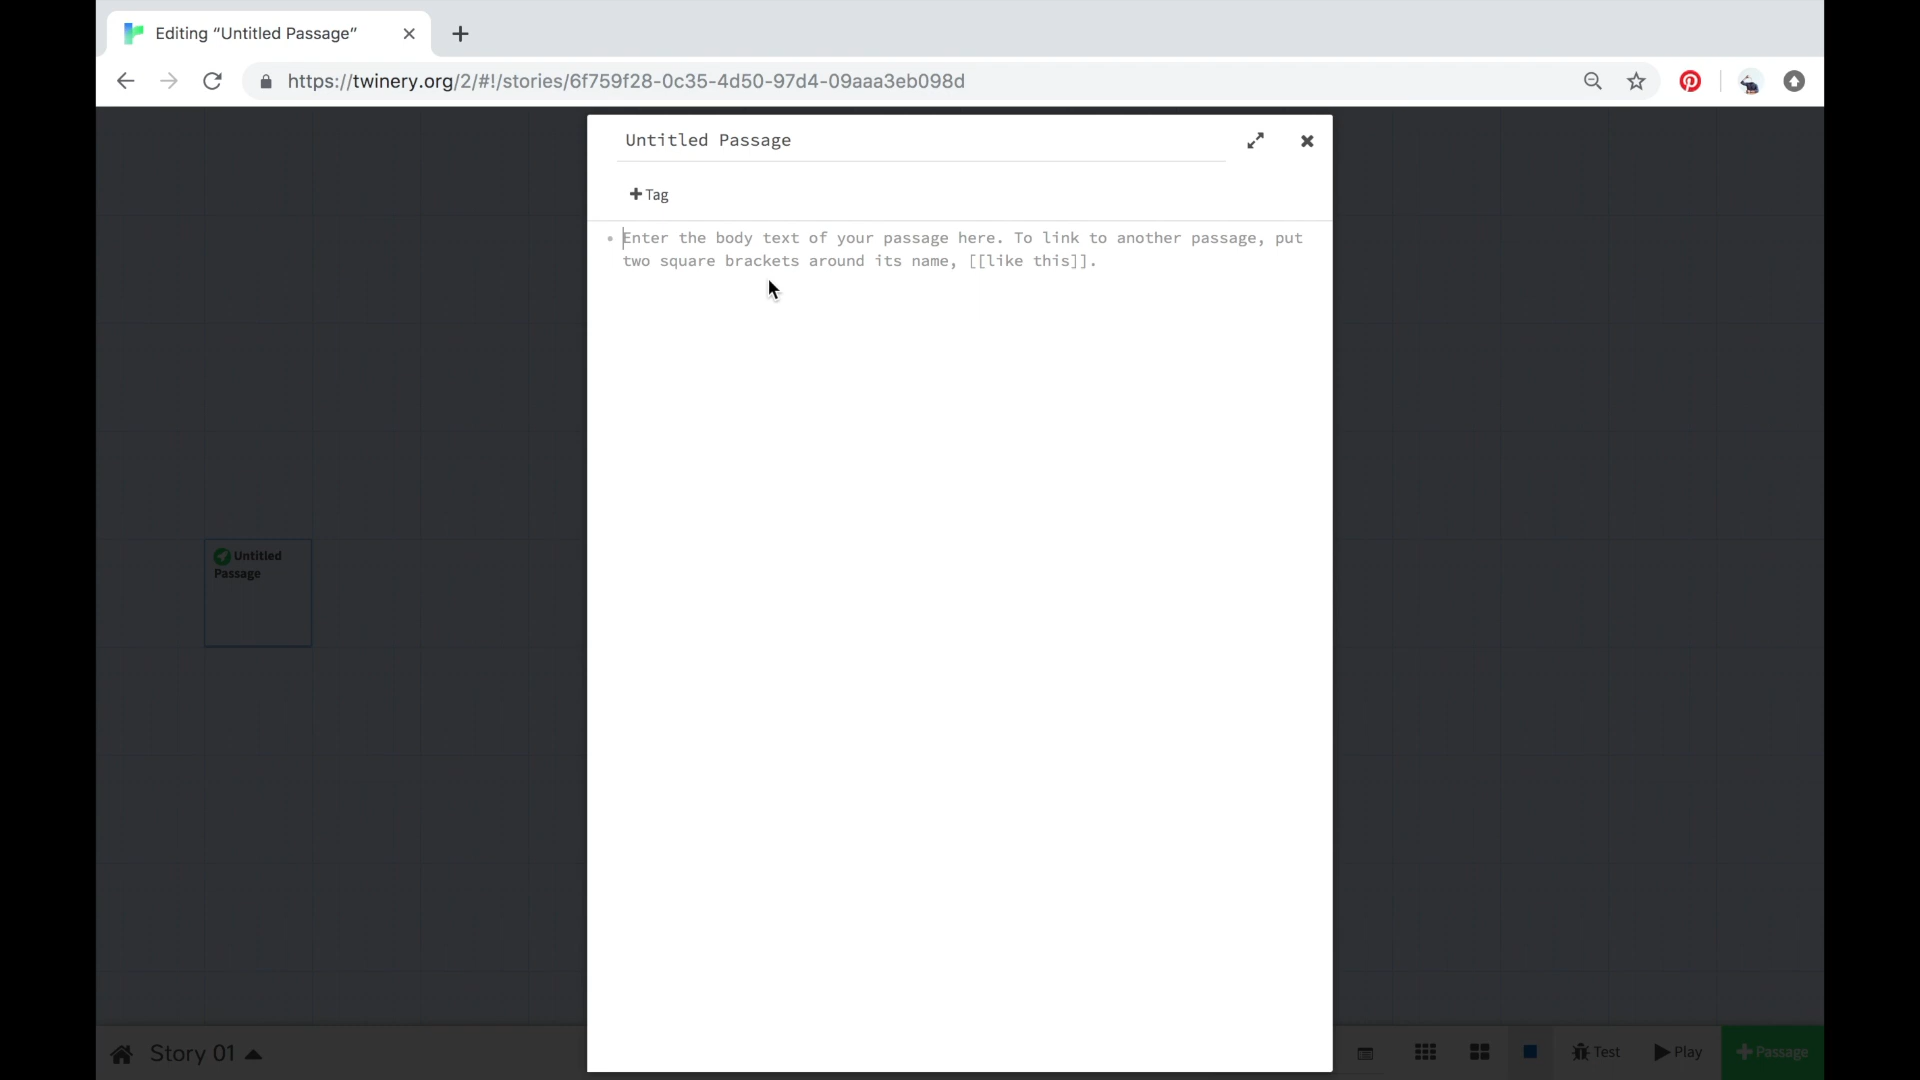 Editing “Untitled Passage”
https://twinery.org/2/#!/stories/6f759f28-0c35-4d50-97d4-09aaa3eb098d
Untitled Passage
Tag
Enter the body text of your passage here. To link to another passage, put
two square brackets around its name, [[like this]].
Untitled
Passage
Story 01
Test
Play
Passage